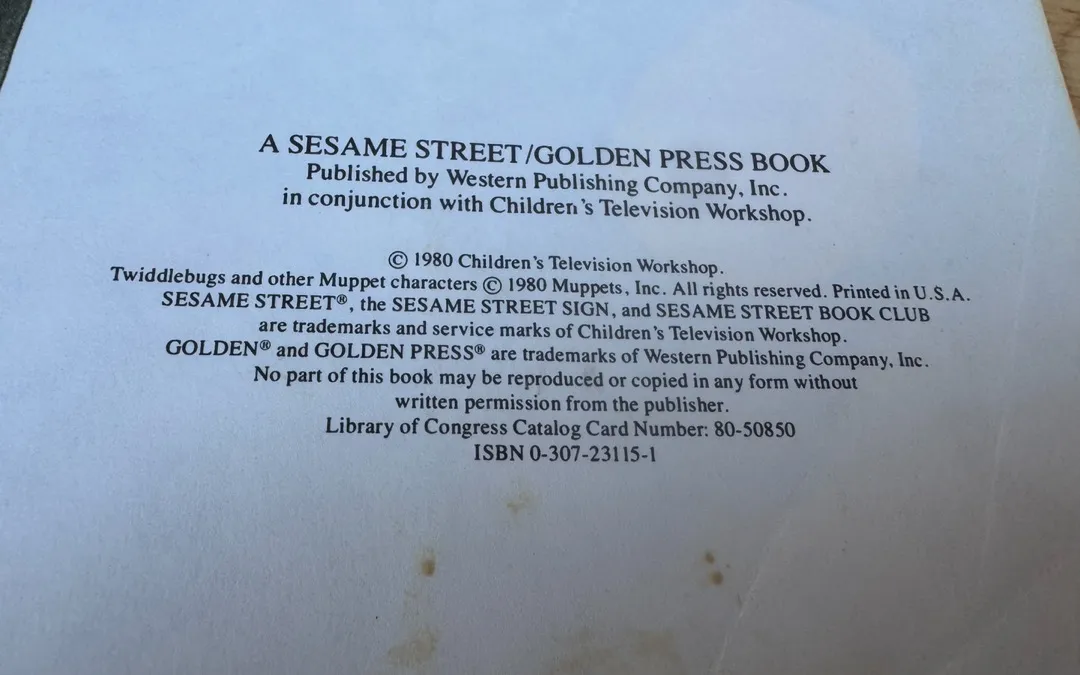 A SESAME STREET/GOLDEN PRESS BOOK
Published by Western Publishing Company, Inc.
in conjunction with Children's Television Workshop.
© 1980 Children's Television Workshop.
Twiddlebugs and other Muppet characters © 1980 Muppets, Inc. All rights reserved. Printed in U.S.A.
SESAME STREET®, the SESAME STREET SIGN, and SESAME STREET BOOK CLUB
are trademarks and service marks of Children's Television Workshop.
GOLDEN® and GOLDEN PRESS® are trademarks of Western Publishing Company, Inc.
No part of this book may be reproduced or copied in any form without
written permission from the publisher.
Library of Congress Catalog Card Number: 80-50850
ISBN 0-307-23115-1